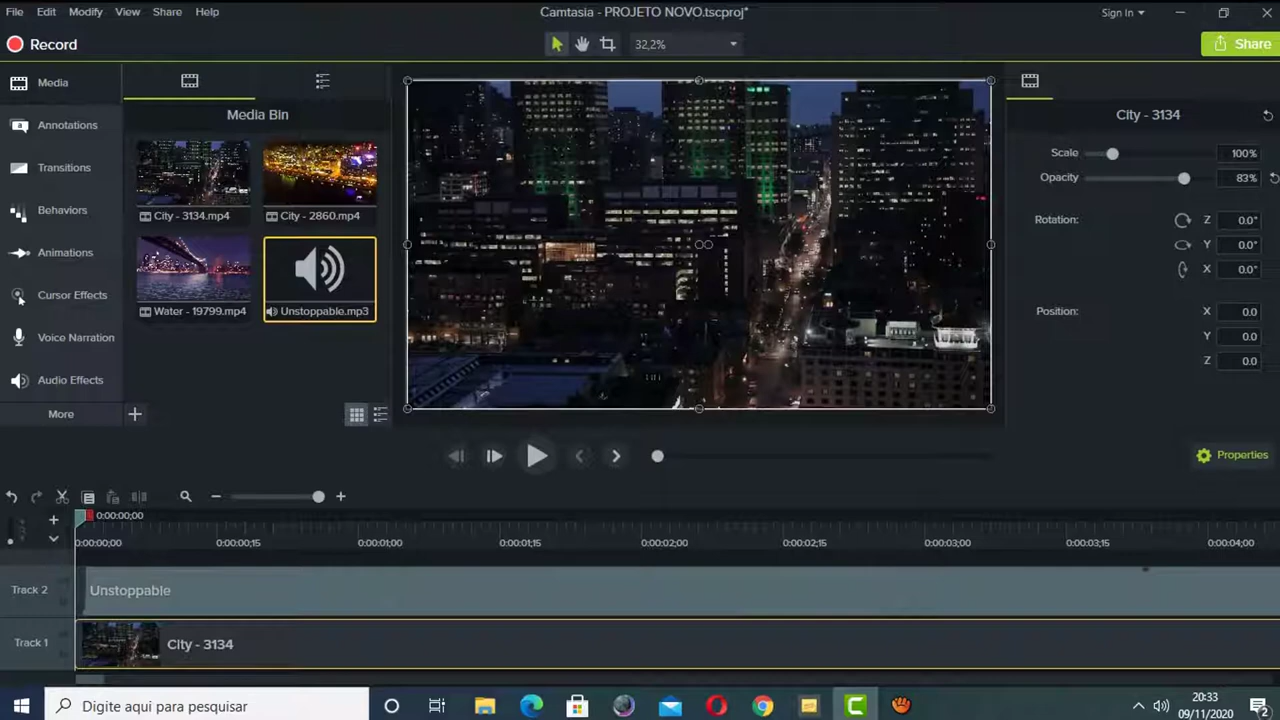 File Edit Modify View Share Help
Camtasia - PROJETO NOVO.tscproj*
Sign In
Record
32,2%
Share
Media
Annotations
Transitions
Behaviors
Animations
Cursor Effects
Voice Narration
Audio Effects
More
Media Bin
City - 3134.mp4
City - 2860.mp4
Water - 19799.mp4
Unstoppable.mp3
City - 3134
Scale 100%
Opacity 83%
Rotation: Z 0.0°
Y 0.0°
X 0.0°
Position: X 0.0
Y 0.0
Z 0.0
Properties
0:00:00;00
0:00:00;00 0:00:00;15 0:00:01;00 0:00:01;15 0:00:02;00 0:00:02;15 0:00:03;00 0:00:03;15 0:00:04;00
Track 2
Unstoppable
Track 1
City - 3134
Digite aqui para pesquisar
20:33
09/11/2020
2